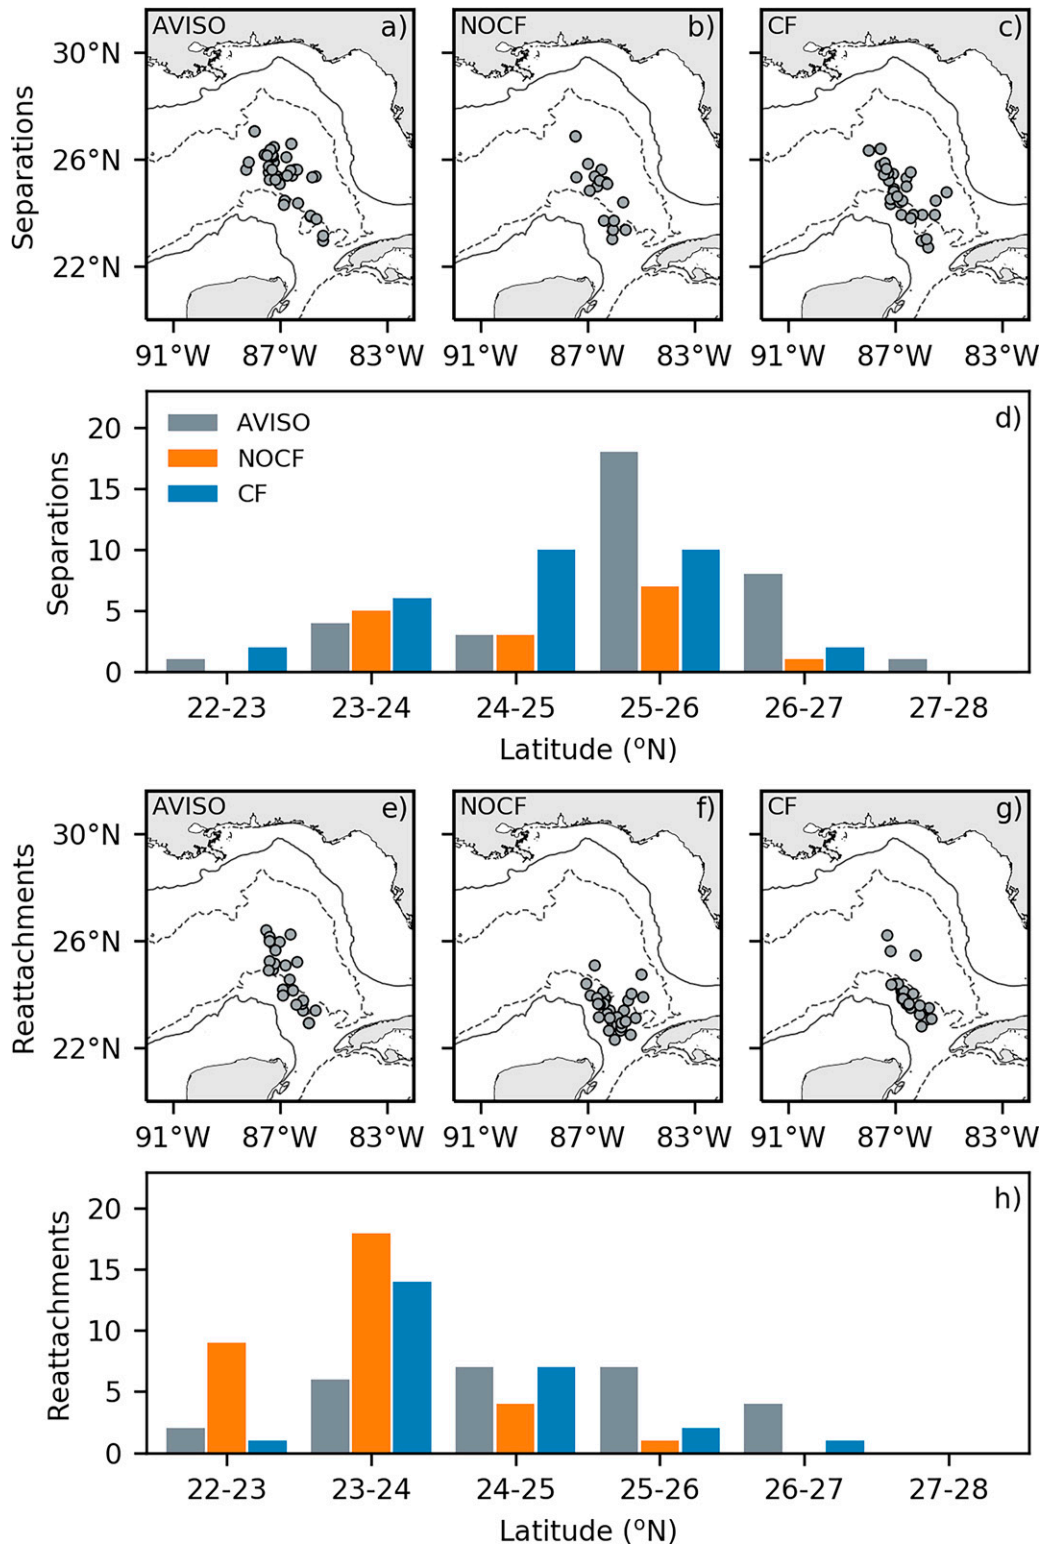 AVISO a) NOCF b) CF c)
30°N
26°N
22°N
Separations
91°W 87°W 83°W 91°W 87°W 83°W 91°W 87°W 83°W
d)
AVISO
NOCF
CF
20
15
10
5
0
Separations
22-23 23-24 24-25 25-26 26-27 27-28
Latitude (°N)
AVISO e) NOCF f) CF g)
30°N
26°N
22°N
Reattachments
91°W 87°W 83°W 91°W 87°W 83°W 91°W 87°W 83°W
h)
20
15
10
5
0
Reattachments
22-23 23-24 24-25 25-26 26-27 27-28
Latitude (°N)